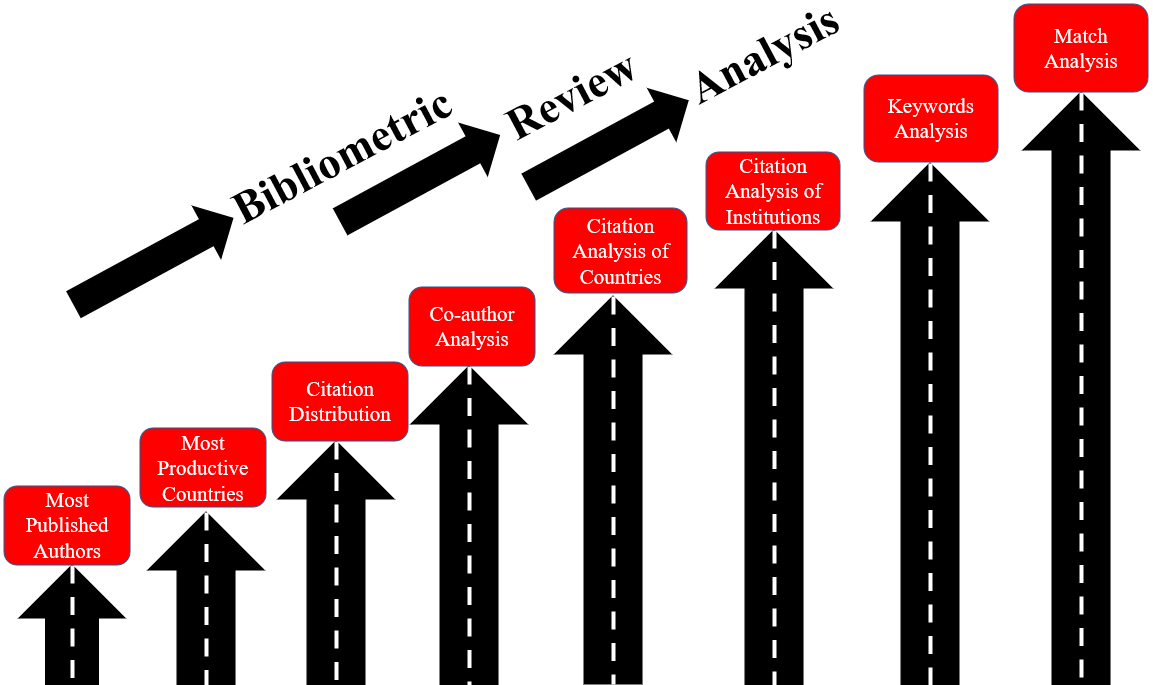 Bibliometric
Review
Analysis
Most
Published
Authors
Most
Productive
Countries
Citation
Distribution
Co-author
Analysis
Citation
Analysis of
Countries
Citation
Analysis of
Institutions
Keywords
Analysis
Match
Analysis